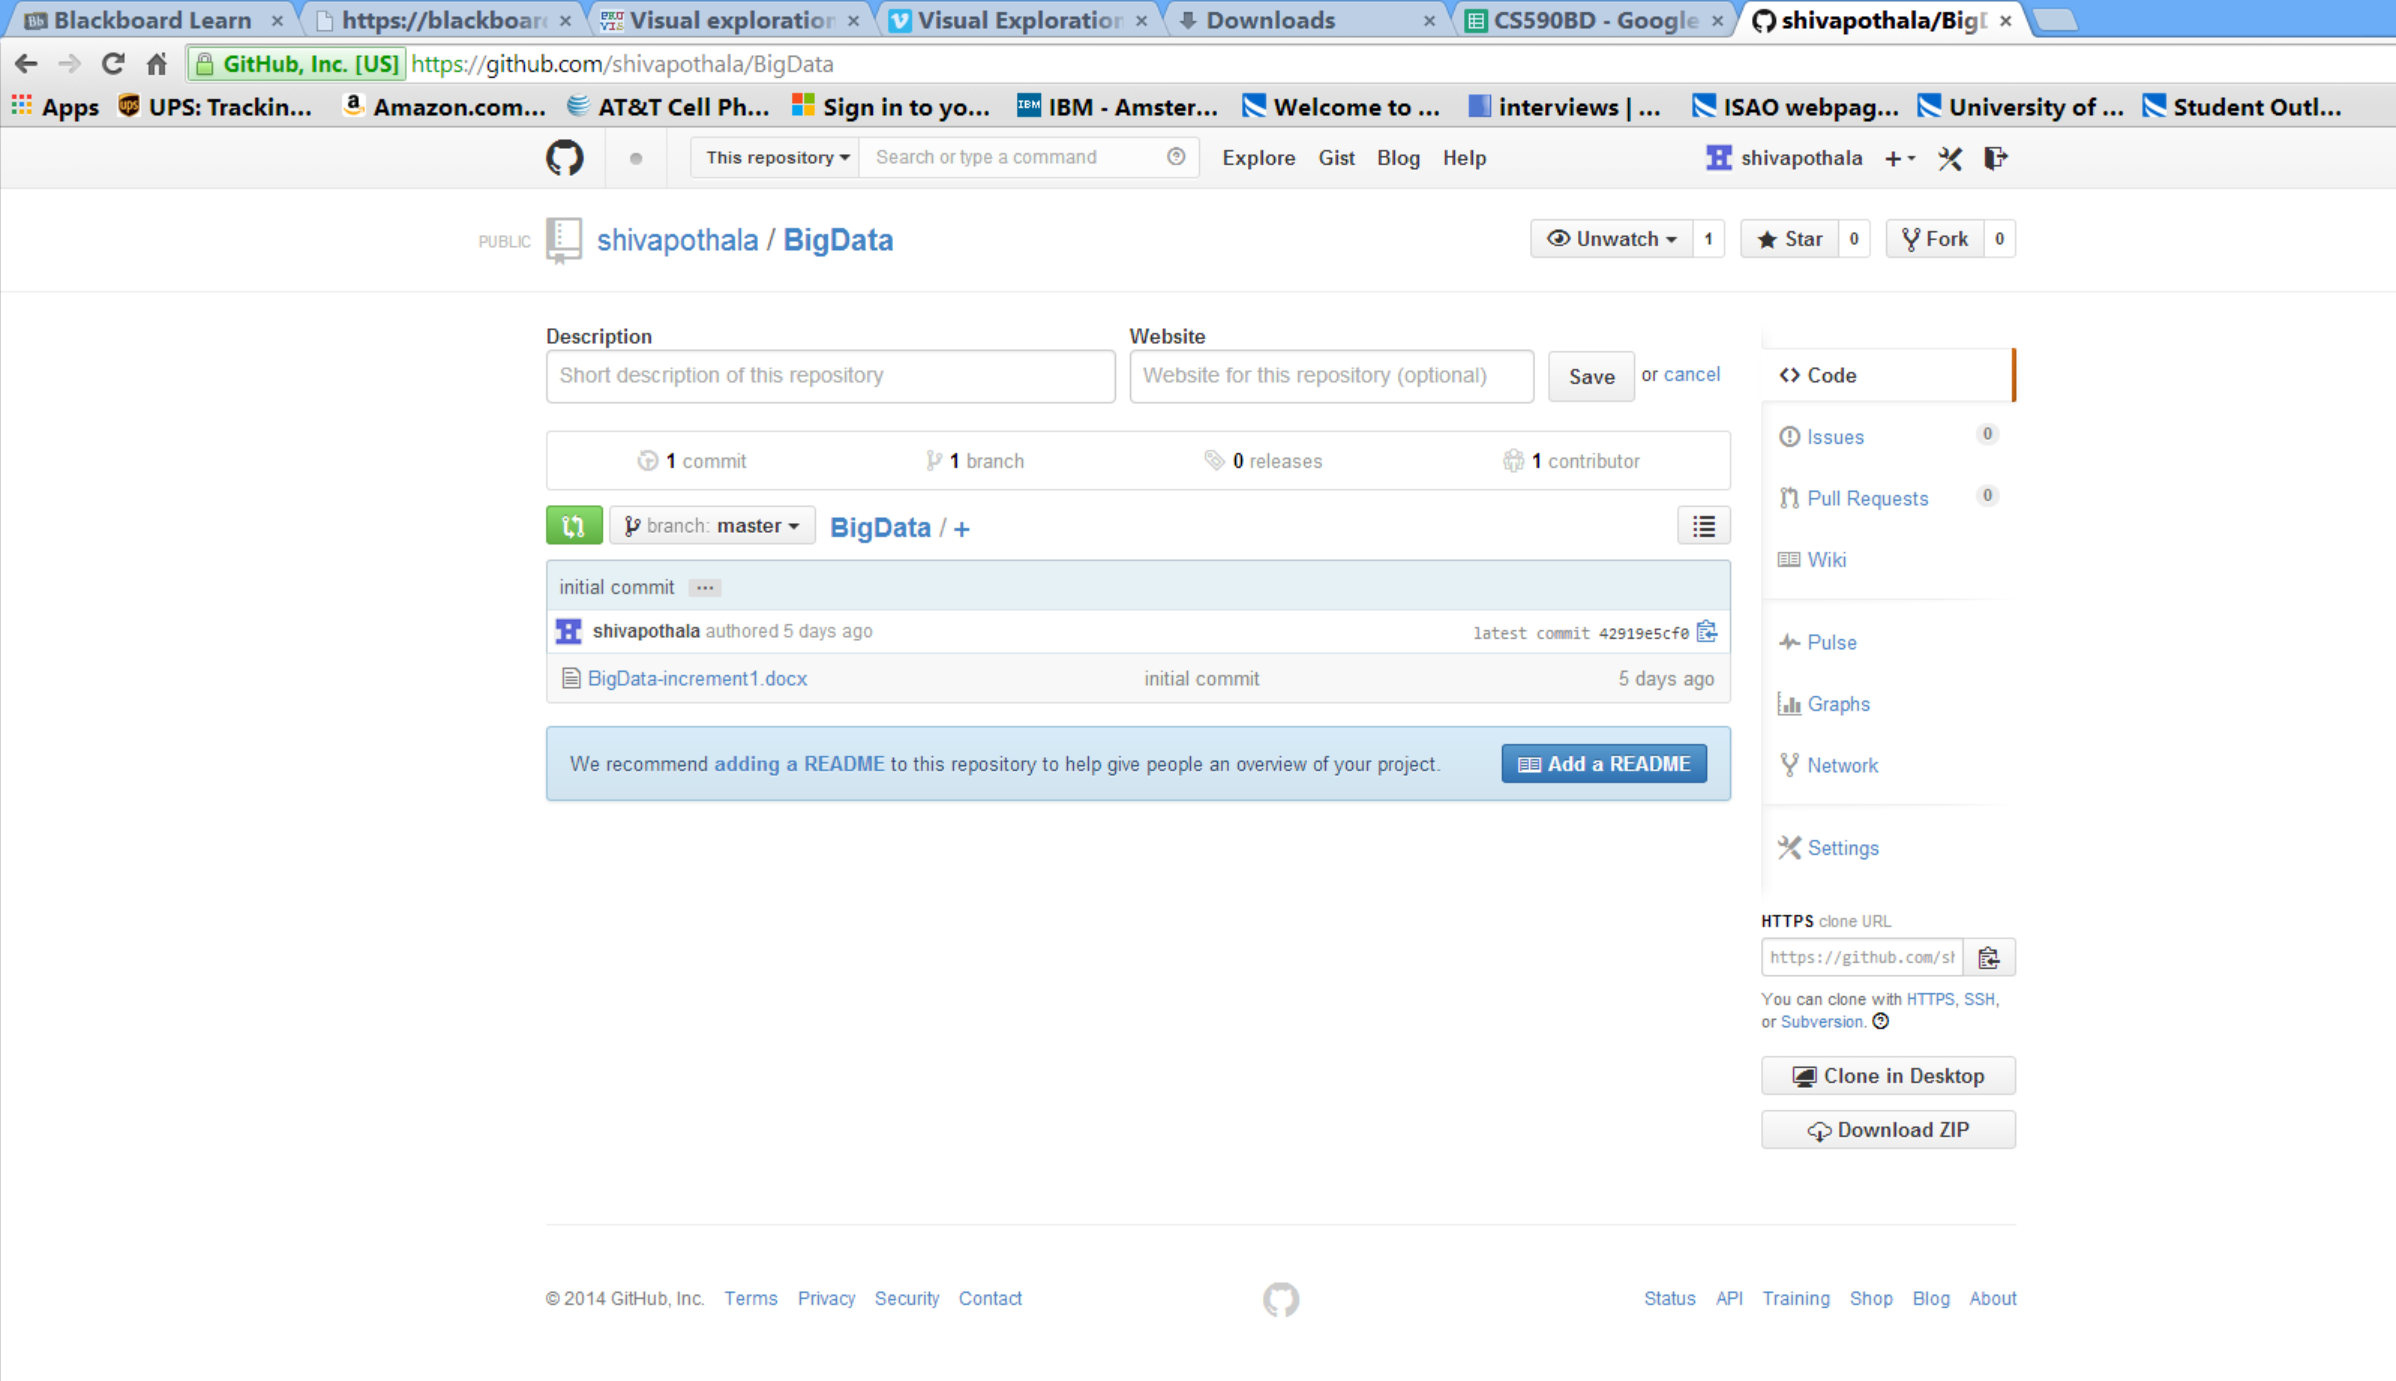 Blackboard Learn https://blackboard Visual exploration Visual Exploration Downloads CS590BD - Google shivapothala/Big
GitHub, Inc. [US] https://github.com/shivapothala/BigData
Apps UPS: Trackin... Amazon.com... AT&T Cell Ph... Sign in to yo... IBM - Amster... Welcome to ... interviews | ... ISAO webpag... University of ... Student Outl...
This repository Search or type a command Explore Gist Blog Help shivapothala
PUBLIC shivapothala / BigData Unwatch 1 Star 0 Fork 0
Description Website
Short description of this repository Website for this repository (optional) Save or cancel
1 commit 1 branch 0 releases 1 contributor
branch: master BigData / +
initial commit ...
shivapothala authored 5 days ago latest commit 42919e5cf0
BigData-increment1.docx initial commit 5 days ago
We recommend adding a README to this repository to help give people an overview of your project. Add a README
Code
Issues 0
Pull Requests 0
Wiki
Pulse
Graphs
Network
Settings
HTTPS clone URL
https://github.com/sh
You can clone with HTTPS, SSH,
or Subversion.
Clone in Desktop
Download ZIP
© 2014 GitHub, Inc. Terms Privacy Security Contact Status API Training Shop Blog About